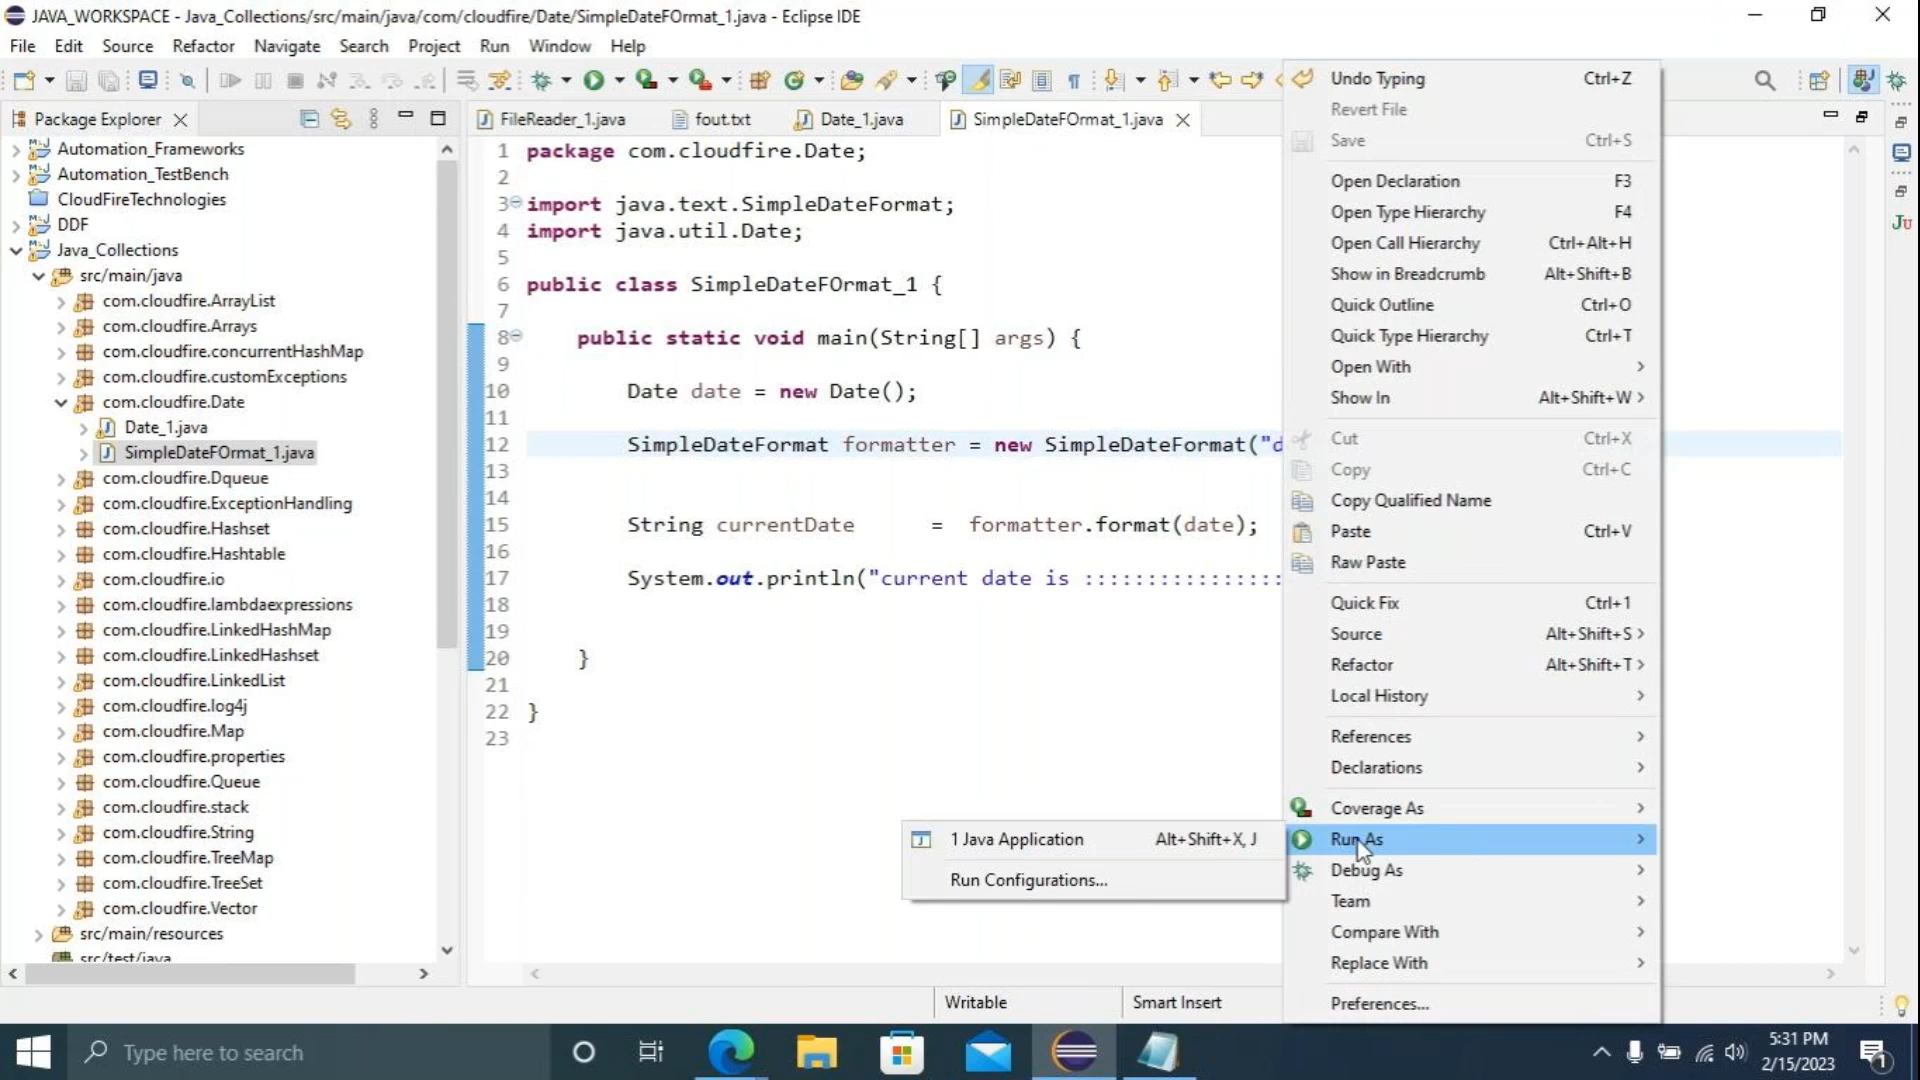 JAVA_WORKSPACE - Java_Collections/src/main/java/com/cloudfire/Date/SimpleDateFOrmat_1.java - Eclipse IDE
File Edit Source Refactor Navigate Search Project Run Window Help
Package Explorer
Automation_Frameworks
Automation_TestBench
CloudFireTechnologies
DDF
Java_Collections
src/main/java
com.cloudfire.ArrayList
com.cloudfire.Arrays
com.cloudfire.concurrentHashMap
com.cloudfire.customExceptions
com.cloudfire.Date
Date_1.java
SimpleDateFOrmat_1.java
com.cloudfire.Dqueue
com.cloudfire.ExceptionHandling
com.cloudfire.Hashset
com.cloudfire.Hashtable
com.cloudfire.io
com.cloudfire.lambdaexpressions
com.cloudfire.LinkedHashMap
com.cloudfire.LinkedHashset
com.cloudfire.LinkedList
com.cloudfire.log4j
com.cloudfire.Map
com.cloudfire.properties
com.cloudfire.Queue
com.cloudfire.stack
com.cloudfire.String
com.cloudfire.TreeMap
com.cloudfire.TreeSet
com.cloudfire.Vector
src/main/resources
src/test/java
FileReader_1.java fout.txt Date_1.java SimpleDateFOrmat_1.java
1 package com.cloudfire.Date;
2
3 import java.text.SimpleDateFormat;
4 import java.util.Date;
5
6 public class SimpleDateFOrmat_1 {
7
8 public static void main(String[] args) {
9
10 Date date = new Date();
11
12 SimpleDateFormat formatter = new SimpleDateFormat("d
13
14
15 String currentDate = formatter.format(date);
16
17 System.out.println("current date is ::::::::::::::::
18
19
20 }
21
22 }
23
Undo Typing Ctrl+Z
Revert File
Save Ctrl+S
Open Declaration F3
Open Type Hierarchy F4
Open Call Hierarchy Ctrl+Alt+H
Show in Breadcrumb Alt+Shift+B
Quick Outline Ctrl+O
Quick Type Hierarchy Ctrl+T
Open With
Show In Alt+Shift+W
Cut Ctrl+X
Copy Ctrl+C
Copy Qualified Name
Paste Ctrl+V
Raw Paste
Quick Fix Ctrl+1
Source Alt+Shift+S
Refactor Alt+Shift+T
Local History
References
Declarations
Coverage As
Run As
Debug As
Team
Compare With
Replace With
Preferences...
1 Java Application Alt+Shift+X, J
Run Configurations...
Ju
Writable Smart Insert
Type here to search
5:31 PM
2/15/2023
1